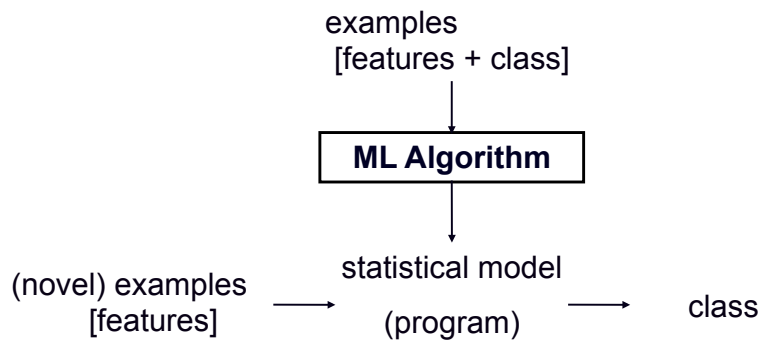 examples
[features + class]
ML Algorithm
statistical model
(program)
(novel) examples
[features]
class